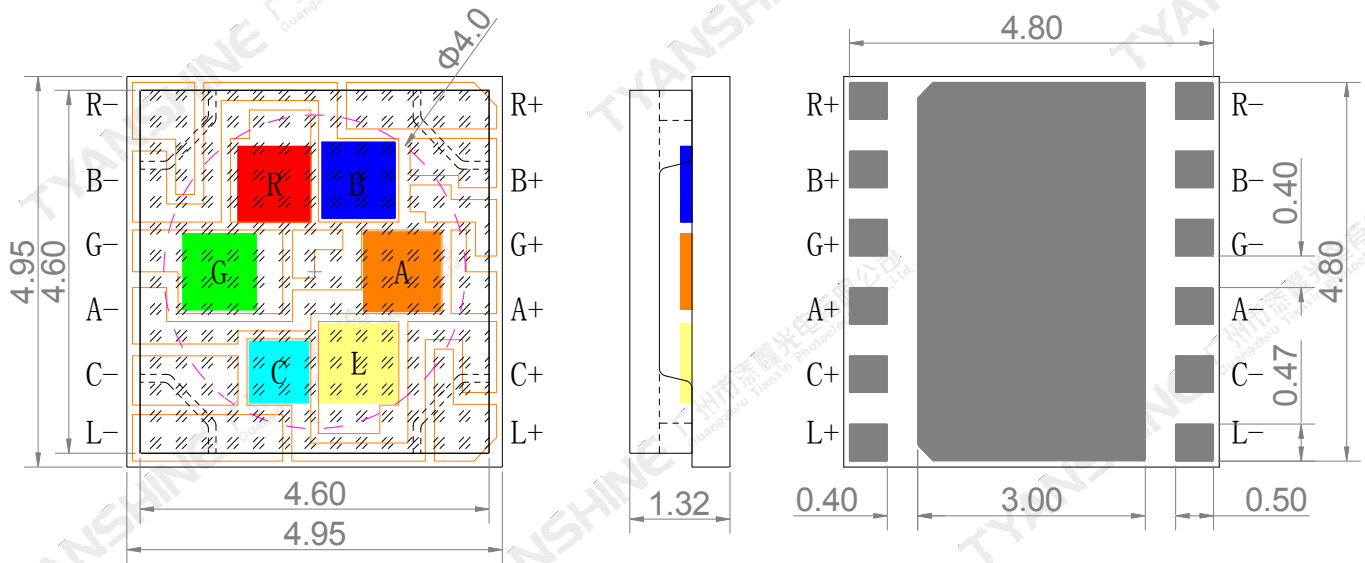 Φ4.0
R-
B-
G-
A-
C-
L-
R+
B+
G+
A+
C+
L+
R
B
G
A
C
L
4.95
4.60
4.60
4.95
1.32
4.80
R+
B+
G+
A+
C+
L+
R-
B-
G-
A-
C-
L-
0.40
4.80
0.47
0.40
3.00
0.50
TYANSHINE
TYANSHINE
TYANSHINE
TYANSHINE